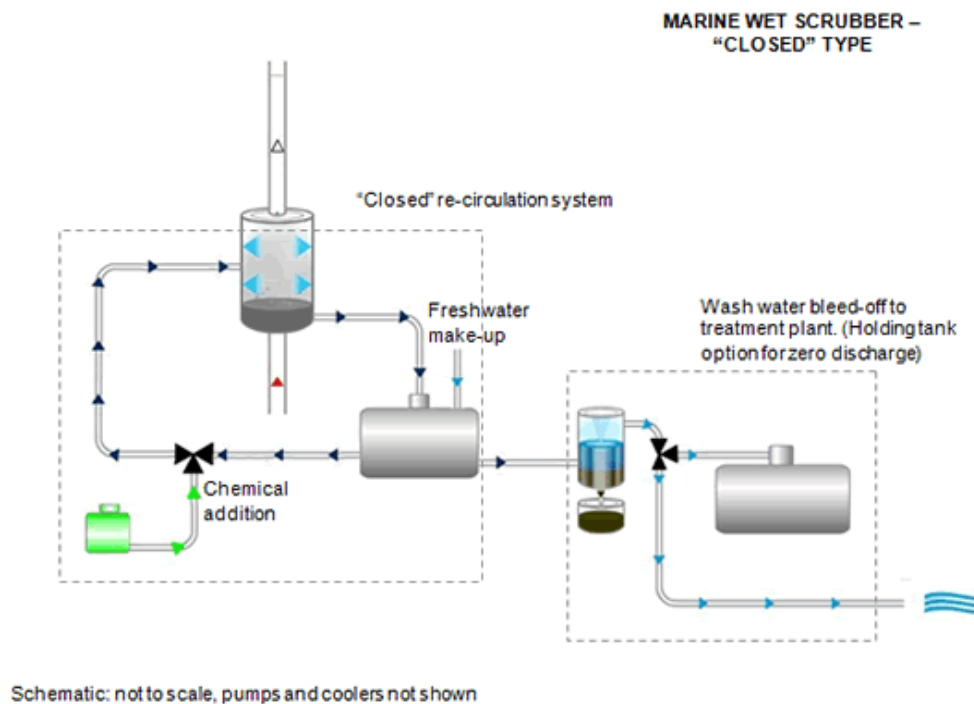 MARINE WET SCRUBBER –
“CLOSED” TYPE
“Closed” re-circulation system
Freshwater
make-up
Wash water bleed-off to
treatment plant. (Holding tank
option for zero discharge)
Chemical
addition
Schematic: not to scale, pumps and coolers not shown